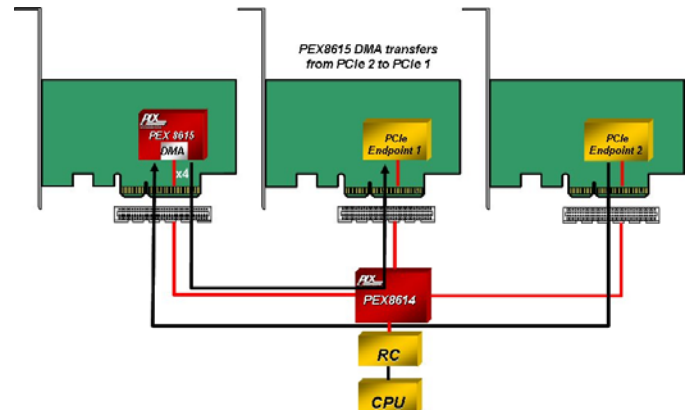 PEX8615 DMA transfers
from PCIe 2 to PCIe 1
PLX
PEX 8615
DMA
x4
PCIe
Endpoint 1
PCIe
Endpoint 2
PLX
PEX8614
RC
CPU